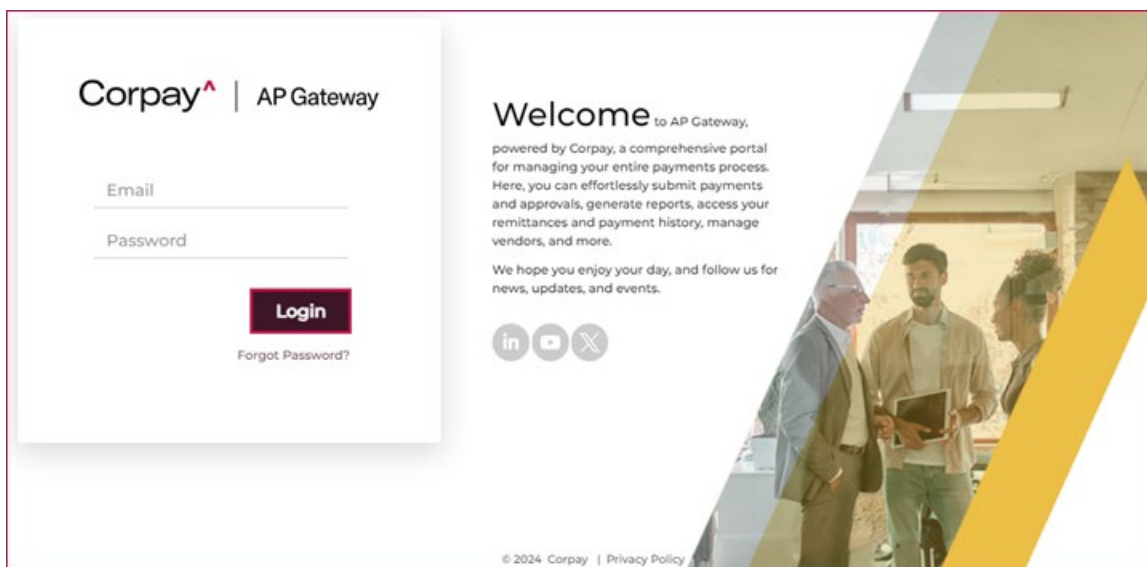 Corpay^ | AP Gateway
Email
Password
Login
Forgot Password?
Welcome to AP Gateway,
powered by Corpay, a comprehensive portal
for managing your entire payments process.
Here, you can effortlessly submit payments
and approvals, generate reports, access your
remittances and payment history, manage
vendors, and more.
We hope you enjoy your day, and follow us for
news, updates, and events.
in
X
© 2024 Corpay | Privacy Policy